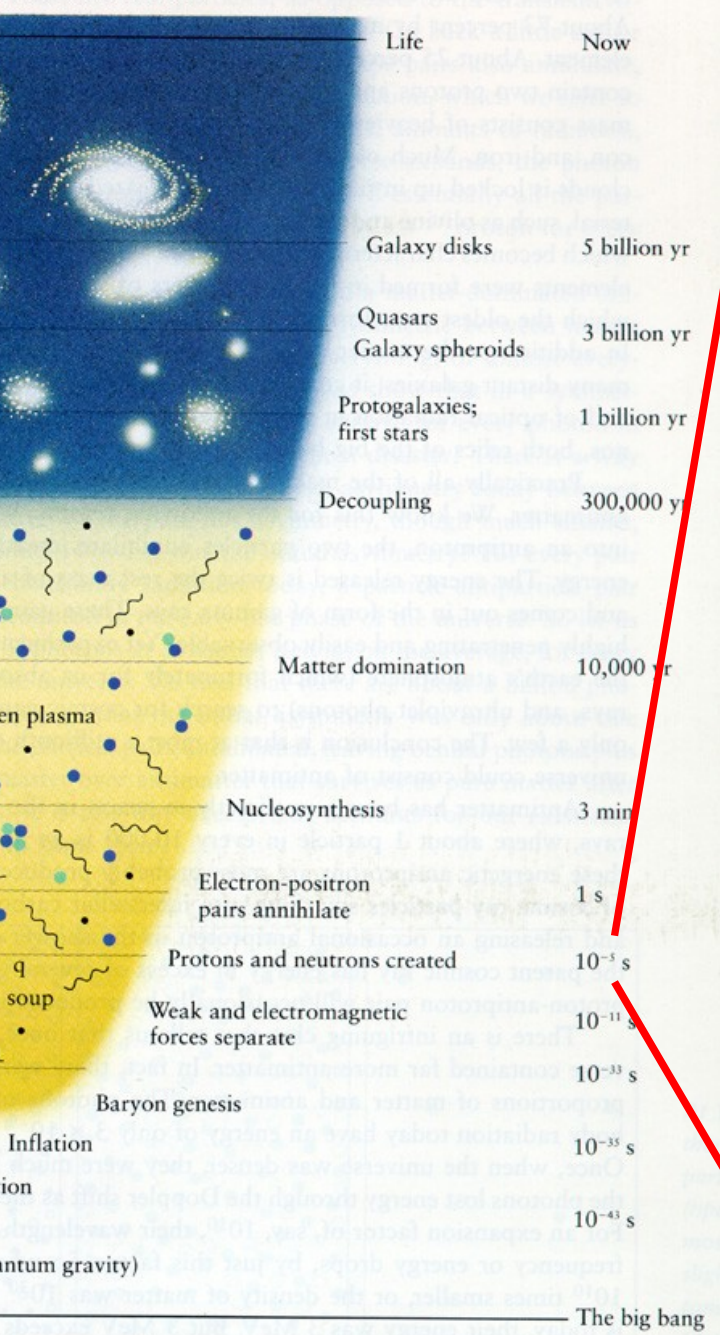 Life Now
Galaxy disks 5 billion yr
Quasars
Galaxy spheroids 3 billion yr
Protogalaxies;
first stars 1 billion yr
Decoupling 300,000 yr
Matter domination 10,000 yr
en plasma
Nucleosynthesis 3 min
Electron-positron
pairs annihilate 1 s
Protons and neutrons created 10⁻⁵ s
q
soup
Weak and electromagnetic
forces separate 10⁻¹¹ s
10⁻³³ s
Baryon genesis
Inflation 10⁻³⁵ s
ion
10⁻⁴³ s
antum gravity)
The big bang